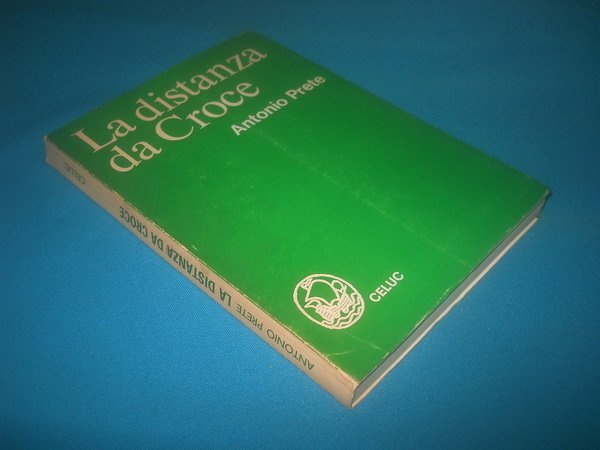 La distanza
da Croce
Antonio Prete
CELUC
ANTONIO PRETE LA DISTANZA DA CROCE CELUC